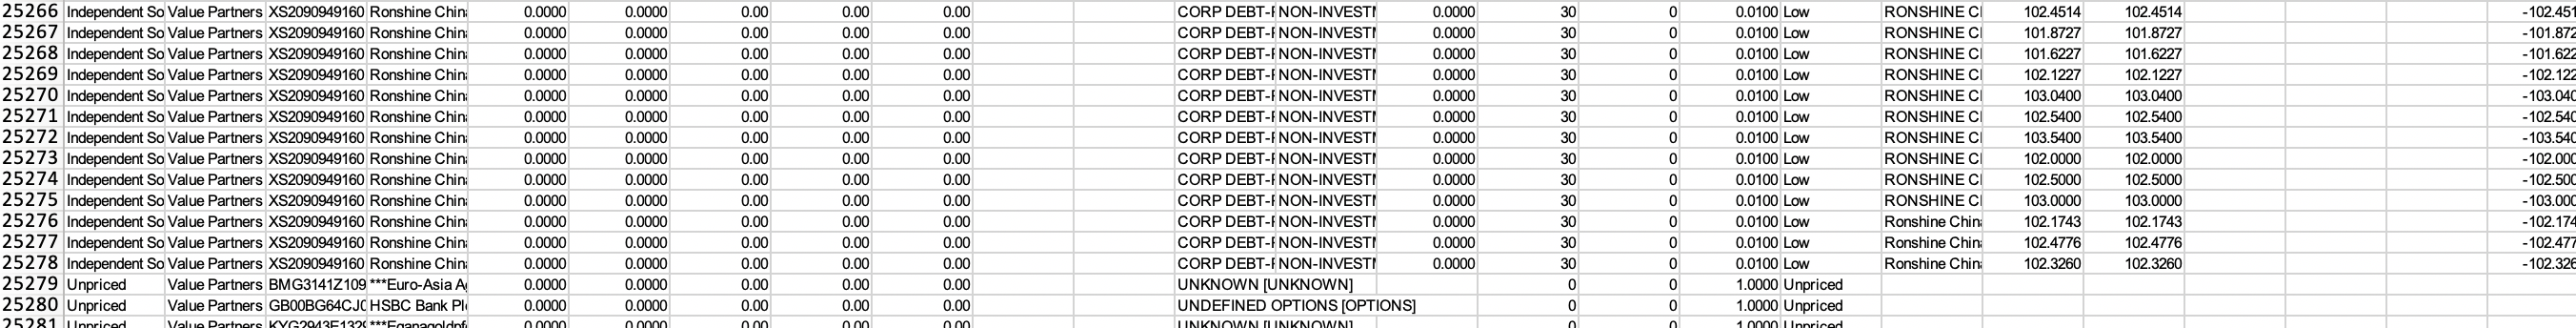 25266 Independent So Value Partners XS2090949160 Ronshine Chin 0.0000 0.0000 0.00 0.00 0.00 CORP DEBT-F NON-INVESTM 0.0000 30 0 0.0100 Low RONSHINE CI 102.4514 102.4514 -102.451
25267 Independent So Value Partners XS2090949160 Ronshine Chin 0.0000 0.0000 0.00 0.00 0.00 CORP DEBT-F NON-INVESTM 0.0000 30 0 0.0100 Low RONSHINE CI 101.8727 101.8727 -101.872
25268 Independent So Value Partners XS2090949160 Ronshine Chin 0.0000 0.0000 0.00 0.00 0.00 CORP DEBT-F NON-INVESTM 0.0000 30 0 0.0100 Low RONSHINE CI 101.6227 101.6227 -101.622
25269 Independent So Value Partners XS2090949160 Ronshine Chin 0.0000 0.0000 0.00 0.00 0.00 CORP DEBT-F NON-INVESTM 0.0000 30 0 0.0100 Low RONSHINE CI 102.1227 102.1227 -102.122
25270 Independent So Value Partners XS2090949160 Ronshine Chin 0.0000 0.0000 0.00 0.00 0.00 CORP DEBT-F NON-INVESTM 0.0000 30 0 0.0100 Low RONSHINE CI 103.0400 103.0400 -103.040
25271 Independent So Value Partners XS2090949160 Ronshine Chin 0.0000 0.0000 0.00 0.00 0.00 CORP DEBT-F NON-INVESTM 0.0000 30 0 0.0100 Low RONSHINE CI 102.5400 102.5400 -102.540
25272 Independent So Value Partners XS2090949160 Ronshine Chin 0.0000 0.0000 0.00 0.00 0.00 CORP DEBT-F NON-INVESTM 0.0000 30 0 0.0100 Low RONSHINE CI 103.5400 103.5400 -103.540
25273 Independent So Value Partners XS2090949160 Ronshine Chin 0.0000 0.0000 0.00 0.00 0.00 CORP DEBT-F NON-INVESTM 0.0000 30 0 0.0100 Low RONSHINE CI 102.0000 102.0000 -102.000
25274 Independent So Value Partners XS2090949160 Ronshine Chin 0.0000 0.0000 0.00 0.00 0.00 CORP DEBT-F NON-INVESTM 0.0000 30 0 0.0100 Low RONSHINE CI 102.5000 102.5000 -102.500
25275 Independent So Value Partners XS2090949160 Ronshine Chin 0.0000 0.0000 0.00 0.00 0.00 CORP DEBT-F NON-INVESTM 0.0000 30 0 0.0100 Low RONSHINE CI 103.0000 103.0000 -103.000
25276 Independent So Value Partners XS2090949160 Ronshine Chin 0.0000 0.0000 0.00 0.00 0.00 CORP DEBT-F NON-INVESTM 0.0000 30 0 0.0100 Low Ronshine Chin 102.1743 102.1743 -102.174
25277 Independent So Value Partners XS2090949160 Ronshine Chin 0.0000 0.0000 0.00 0.00 0.00 CORP DEBT-F NON-INVESTM 0.0000 30 0 0.0100 Low Ronshine Chin 102.4776 102.4776 -102.477
25278 Independent So Value Partners XS2090949160 Ronshine Chin 0.0000 0.0000 0.00 0.00 0.00 CORP DEBT-F NON-INVESTM 0.0000 30 0 0.0100 Low Ronshine Chin 102.3260 102.3260 -102.326
25279 Unpriced Value Partners BMG3141Z109 ***Euro-Asia A 0.0000 0.0000 0.00 0.00 0.00 UNKNOWN [UNKNOWN] 0 0 1.0000 Unpriced
25280 Unpriced Value Partners GB00BG64CJ0 HSBC Bank Pl 0.0000 0.0000 0.00 0.00 0.00 UNDEFINED OPTIONS [OPTIONS] 0 0 1.0000 Unpriced
25281 Unpriced Value Partners 0.0000 0.0000 0.00 0.00 0.00 UNKNOWN [UNKNOWN] 0 0 1.0000 Unpriced